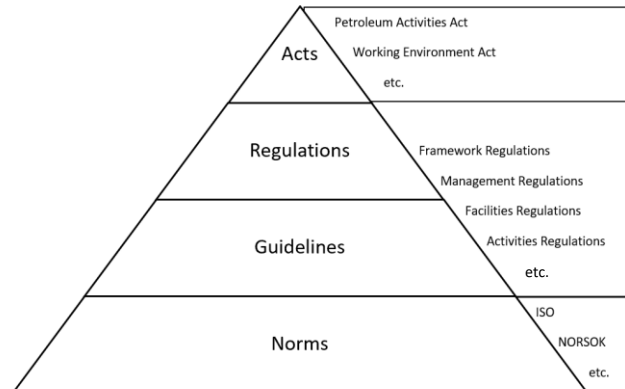 Petroleum Activities Act
Working Environment Act
Acts
etc.
Regulations
Framework Regulations
Management Regulations
Facilities Regulations
Guidelines
Activities Regulations
etc.
ISO
Norms
NORSOK
etc.